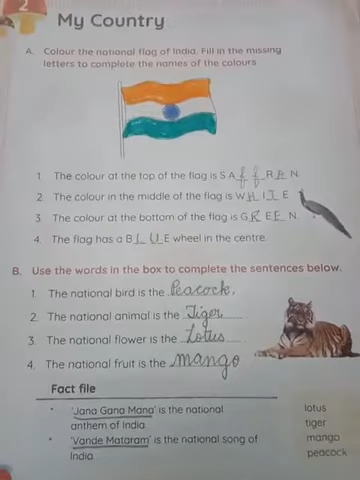 2
My Country
A. Colour the national flag of India. Fill in the missing
letters to complete the names of the colours
1. The colour at the top of the flag is S A f f R A N.
2. The colour in the middle of the flag is W H I T E
3. The colour at the bottom of the flag is G R E E N.
4. The flag has a B L U E wheel in the centre.
B. Use the words in the box to complete the sentences below.
1. The national bird is the Peacock.
2. The national animal is the Tiger
3. The national flower is the Lotus
4. The national fruit is the mango
Fact file
• 'Jana Gana Mana' is the national
anthem of India.
• 'Vande Mataram' is the national song of
India.
lotus
tiger
mango
peacock